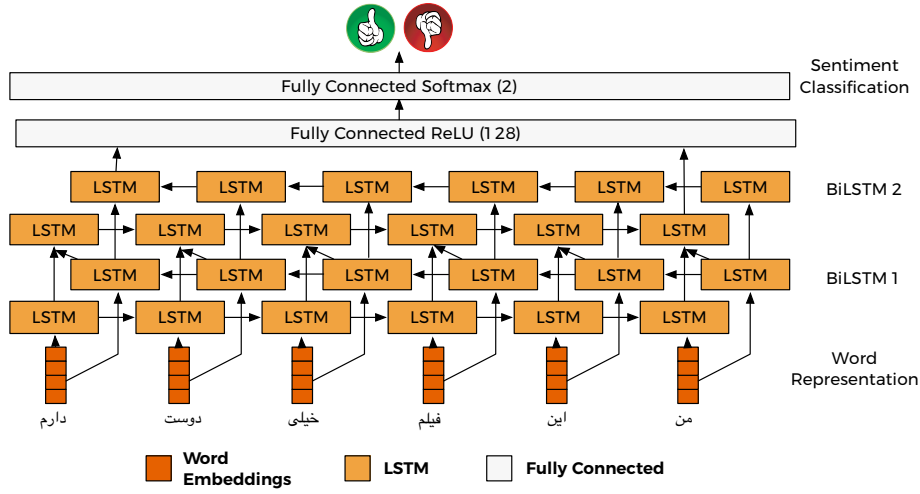 Sentiment
Classification
Fully Connected Softmax (2)
Fully Connected ReLU (128)
LSTM LSTM LSTM LSTM LSTM LSTM
BiLSTM 2
LSTM LSTM LSTM LSTM LSTM LSTM
LSTM LSTM LSTM LSTM LSTM LSTM
BiLSTM 1
LSTM LSTM LSTM LSTM LSTM LSTM
Word
Representation
من این فیلم خیلی دوست دارم
Word
Embeddings
LSTM
Fully Connected